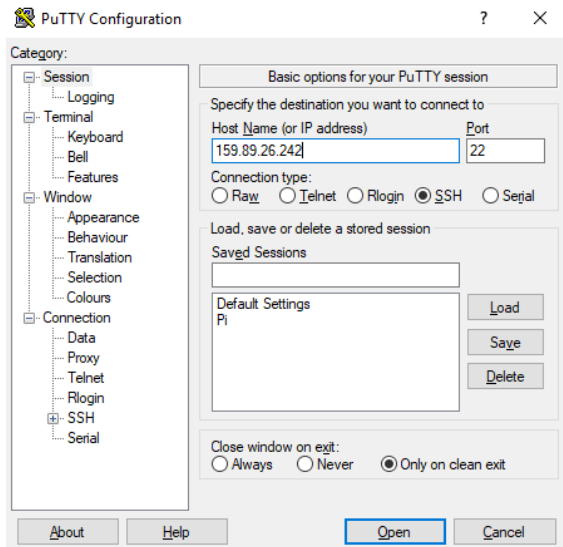 PuTTY Configuration
? ×
Category:
Session
Logging
Terminal
Keyboard
Bell
Features
Window
Appearance
Behaviour
Translation
Selection
Colours
Connection
Data
Proxy
Telnet
Rlogin
SSH
Serial
Basic options for your PuTTY session
Specify the destination you want to connect to
Host Name (or IP address) Port
159.89.26.242 22
Connection type:
Raw Telnet Rlogin SSH Serial
Load, save or delete a stored session
Saved Sessions
Default Settings
Pi
Load
Save
Delete
Close window on exit:
Always Never Only on clean exit
About Help Open Cancel